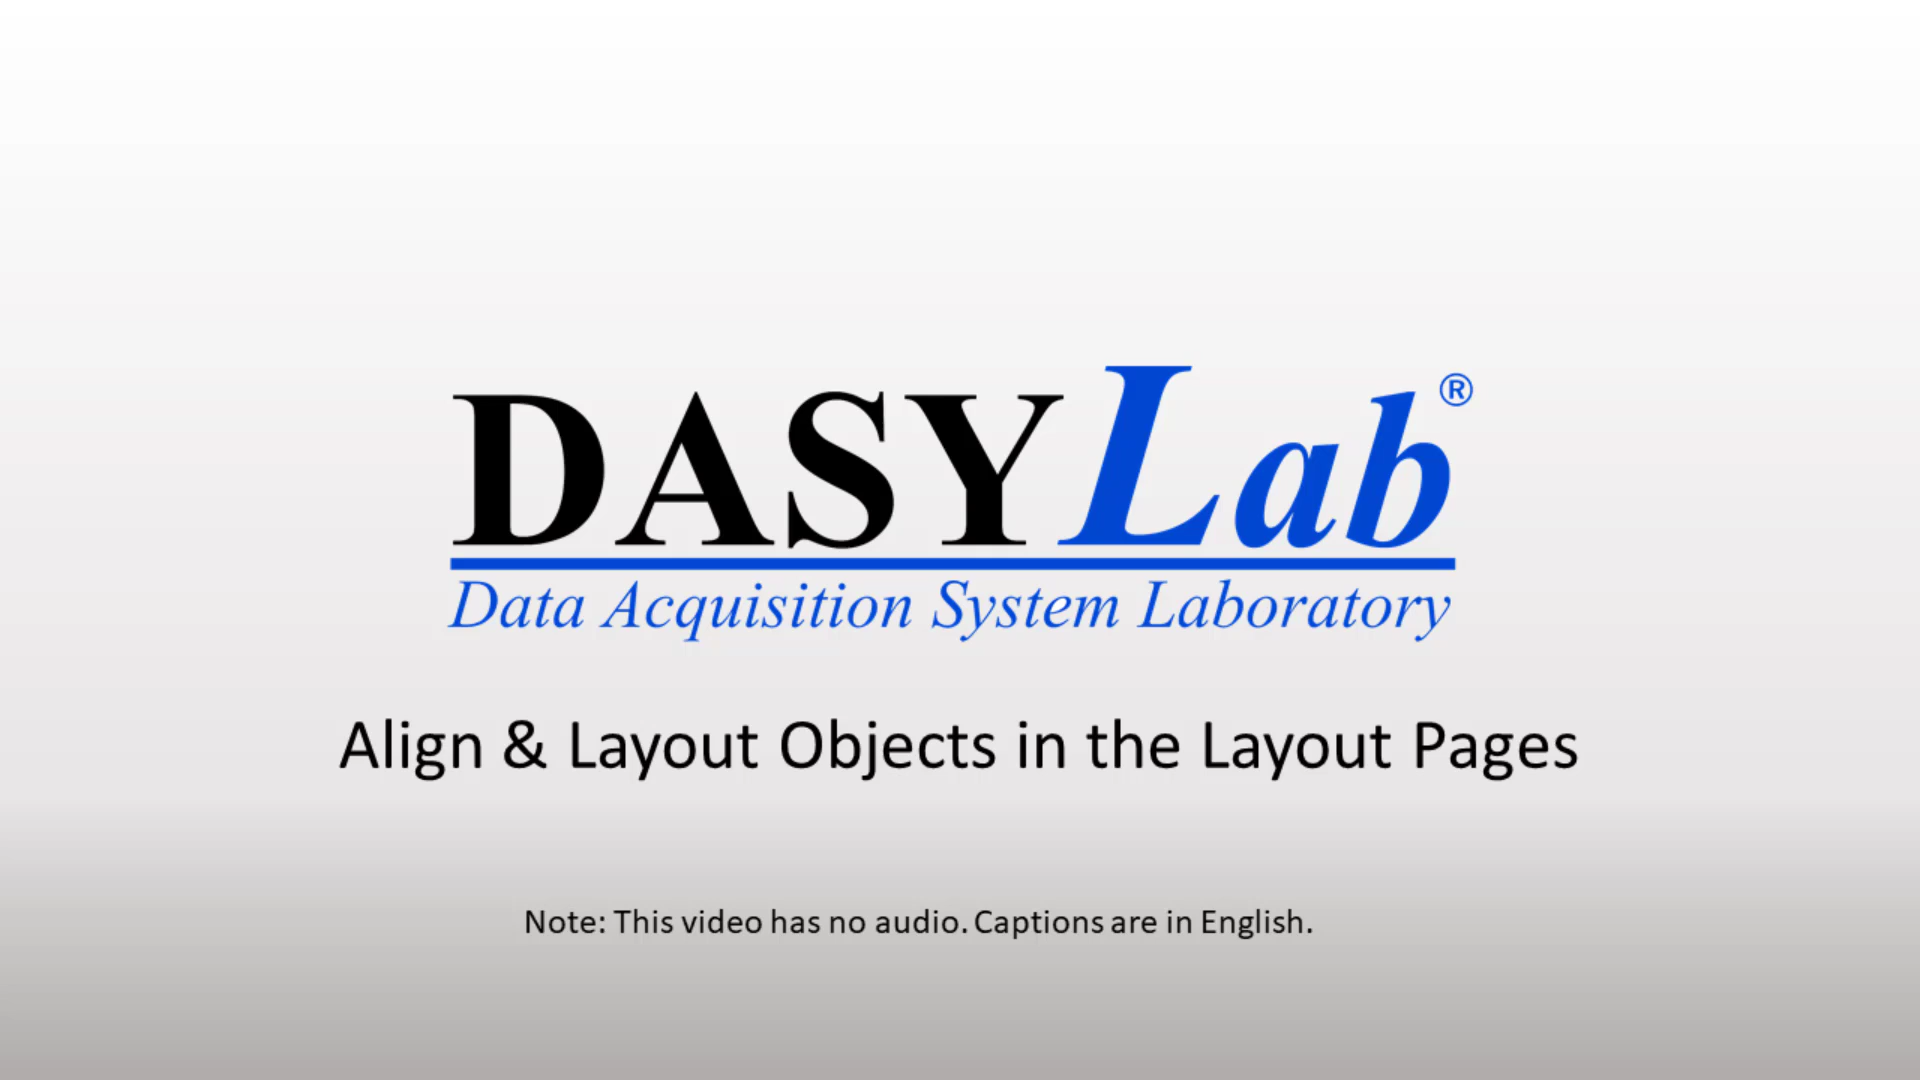 DASYLab®
Data Acquisition System Laboratory
Align & Layout Objects in the Layout Pages
Note: This video has no audio. Captions are in English.